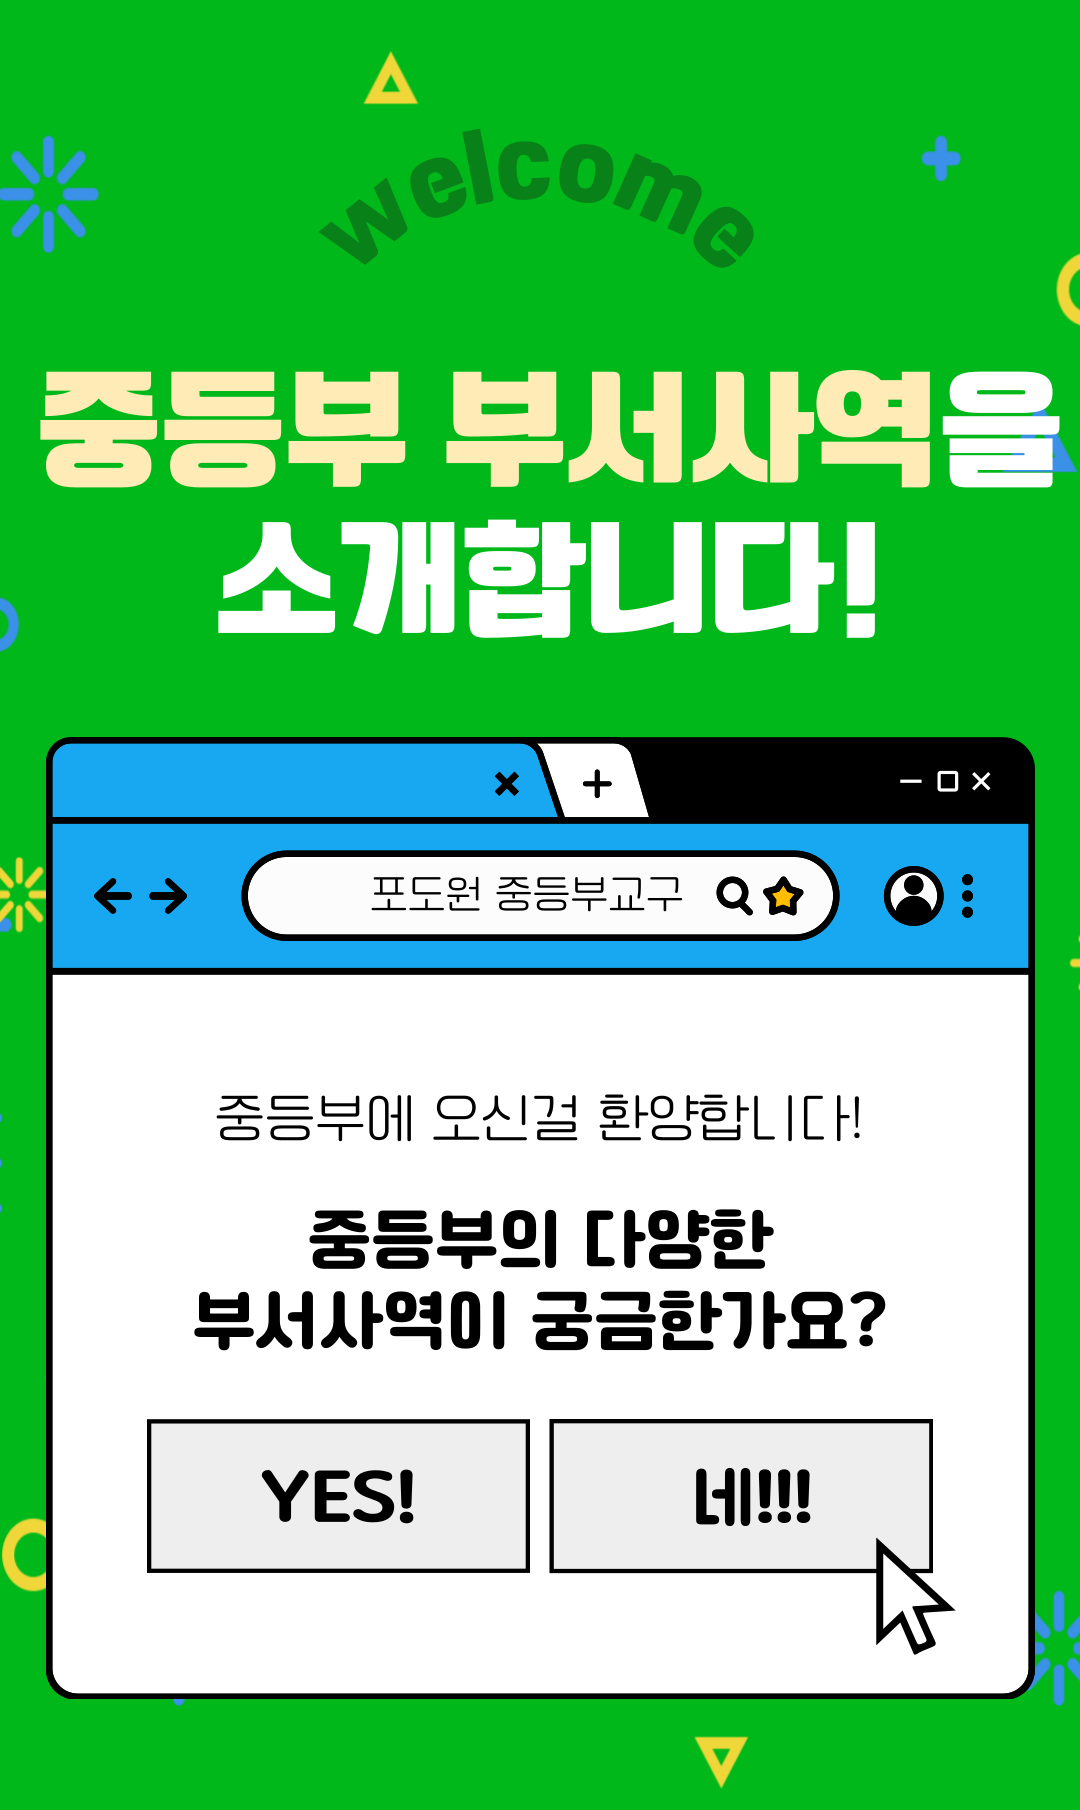 welcome
중등부 부서사역을
소개합니다!
포도원 중등부교구
중등부에 오신걸 환양합니다!
중등부의 다양한
부서사역이 궁금한가요?
YES!
네!!!